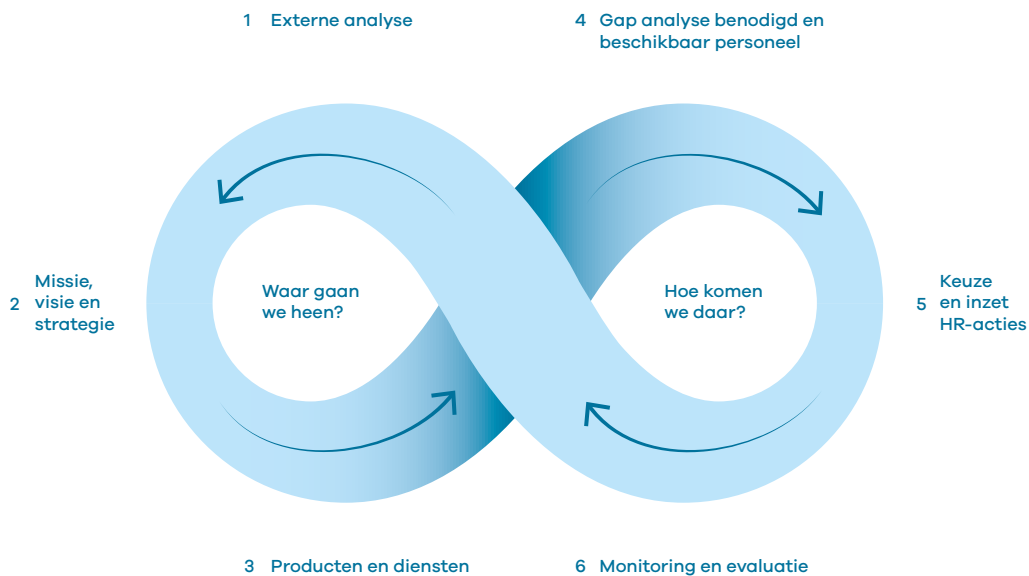 1 Externe analyse
4 Gap analyse benodigd en
beschikbaar personeel
2 Missie,
visie en
strategie
Waar gaan
we heen?
Hoe komen
we daar?
5 Keuze
en inzet
HR-acties
3 Producten en diensten
6 Monitoring en evaluatie